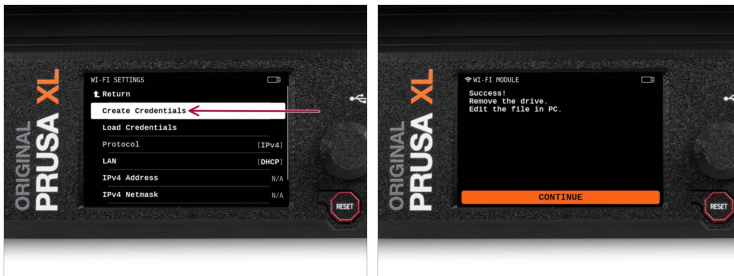 ORIGINAL
PRUSA XL
WI-FI SETTINGS
Return
Create Credentials
Load Credentials
Protocol [IPv4]
LAN [DHCP]
IPv4 Address N/A
IPv4 Netmask N/A
RESET
ORIGINAL
PRUSA XL
WI-FI MODULE
Success!
Remove the drive.
Edit the file in PC.
CONTINUE
RESET